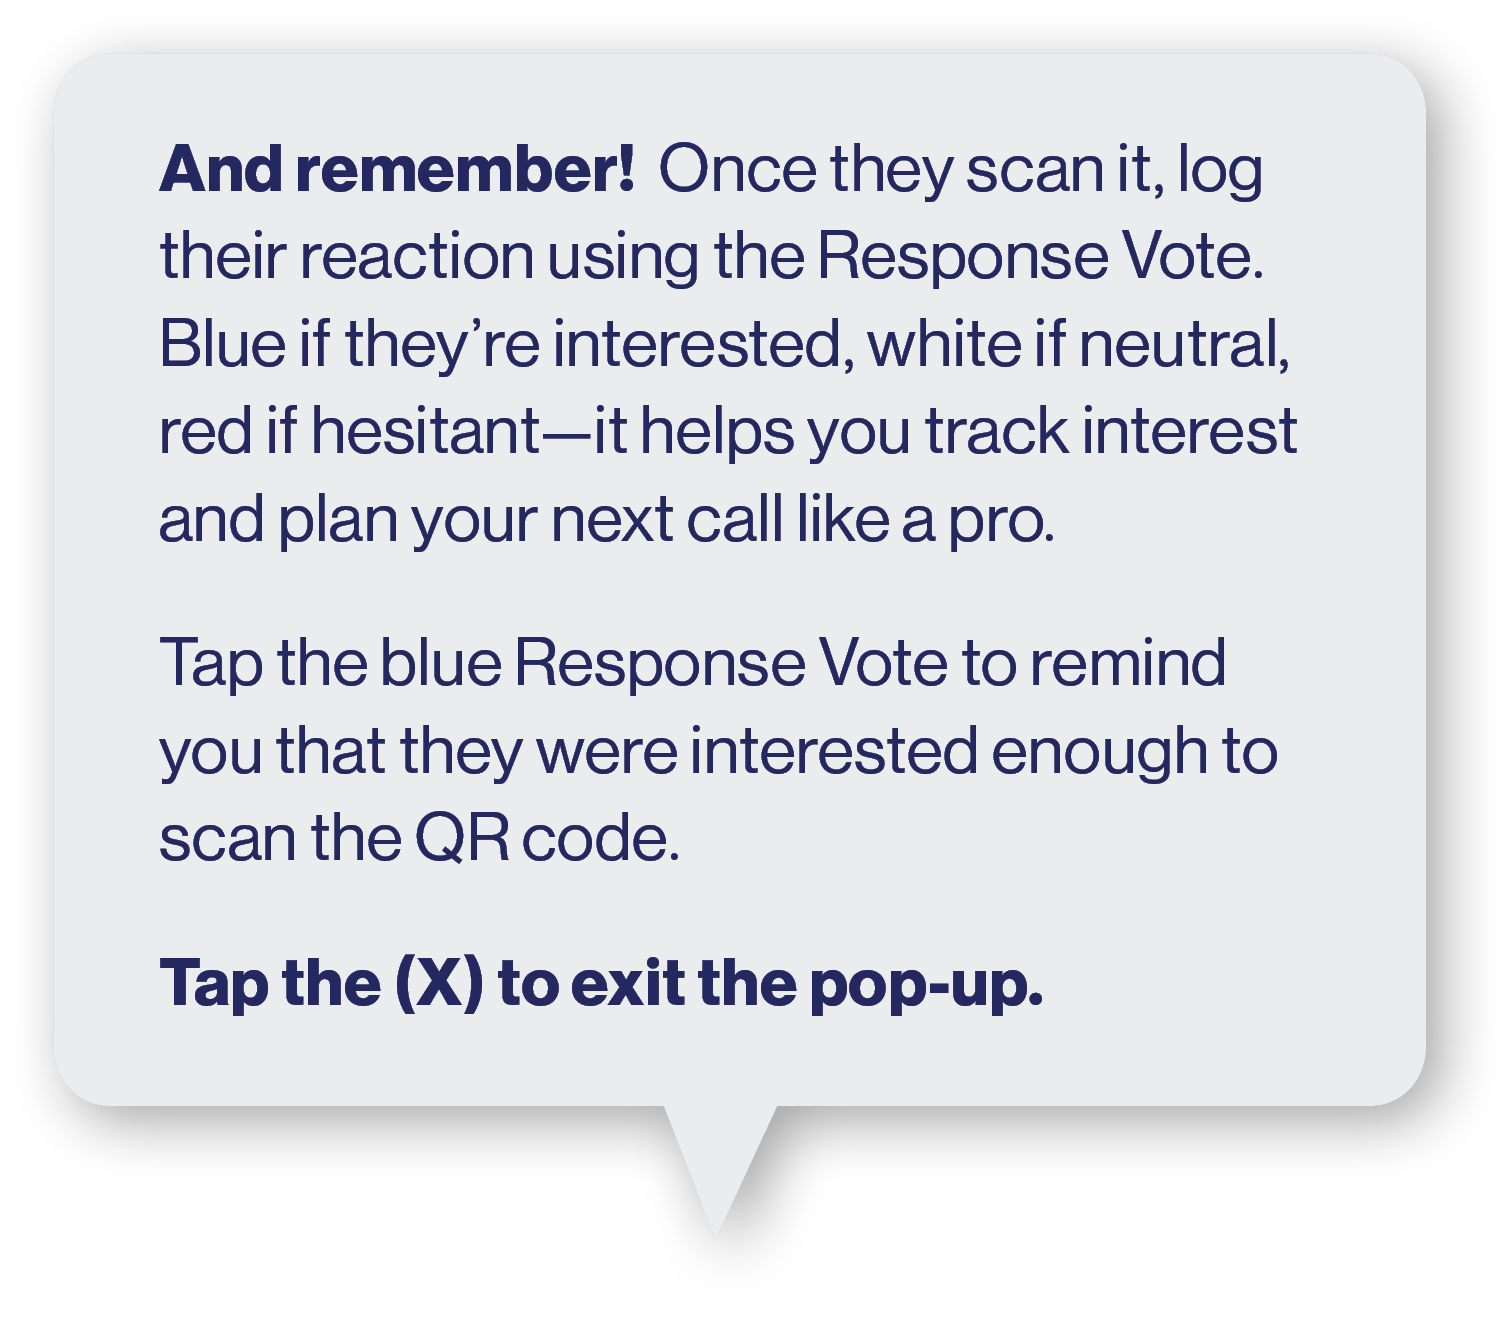 And remember! Once they scan it, log
their reaction using the Response Vote.
Blue if they’re interested, white if neutral,
red if hesitant—it helps you track interest
and plan your next call like a pro.
Tap the blue Response Vote to remind
you that they were interested enough to
scan the QR code.
Tap the (X) to exit the pop-up.